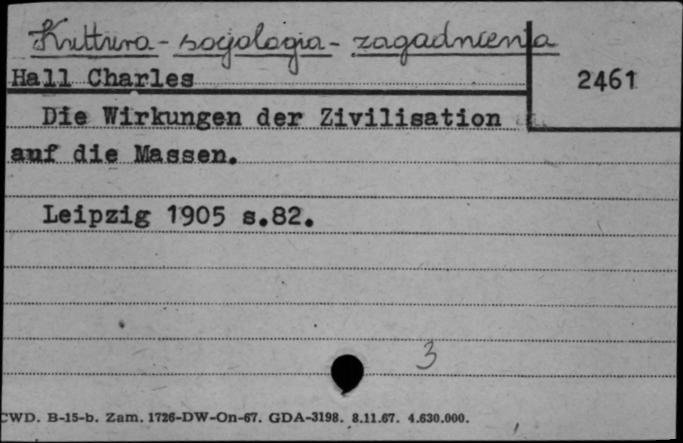 Kultura - socjologia - zagadnienia
Hall Charles
2461
Die Wirkungen der Zivilisation
auf die Massen.
Leipzig 1905 s.82.
3
CWD. B-15-b. Zam. 1726-DW-On-67. GDA-3198. 8.11.67. 4.630.000.